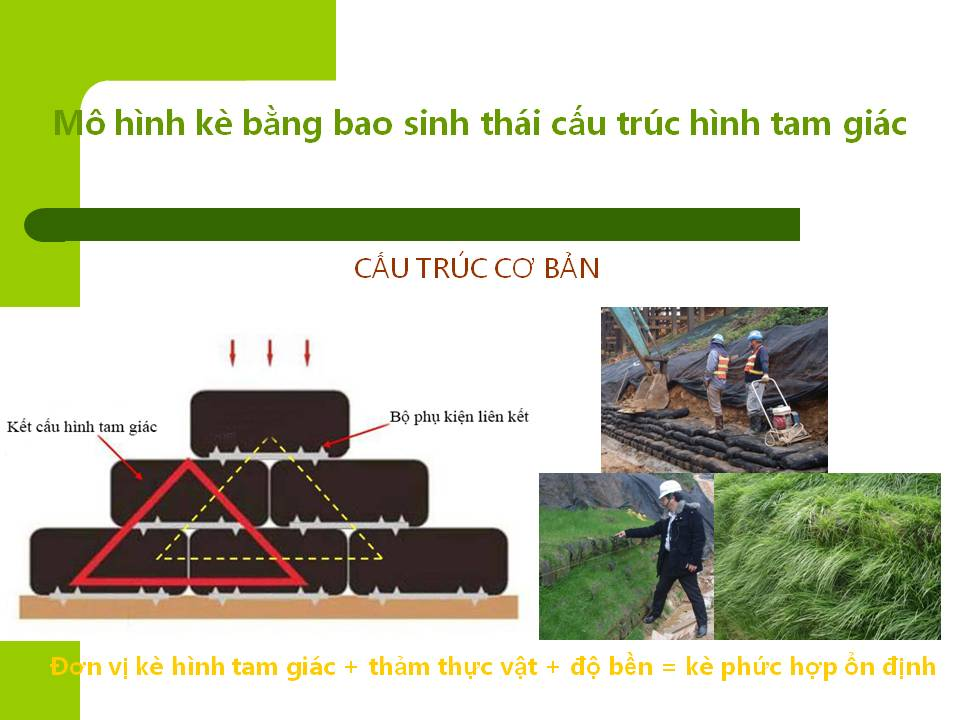 Mô hình kè bằng bao sinh thái cấu trúc hình tam giác
CẤU TRÚC CƠ BẢN
Kết cấu hình tam giác
Bộ phụ kiện liên kết
Đơn vị kè hình tam giác + thảm thực vật + độ bền = kè phức hợp ổn định